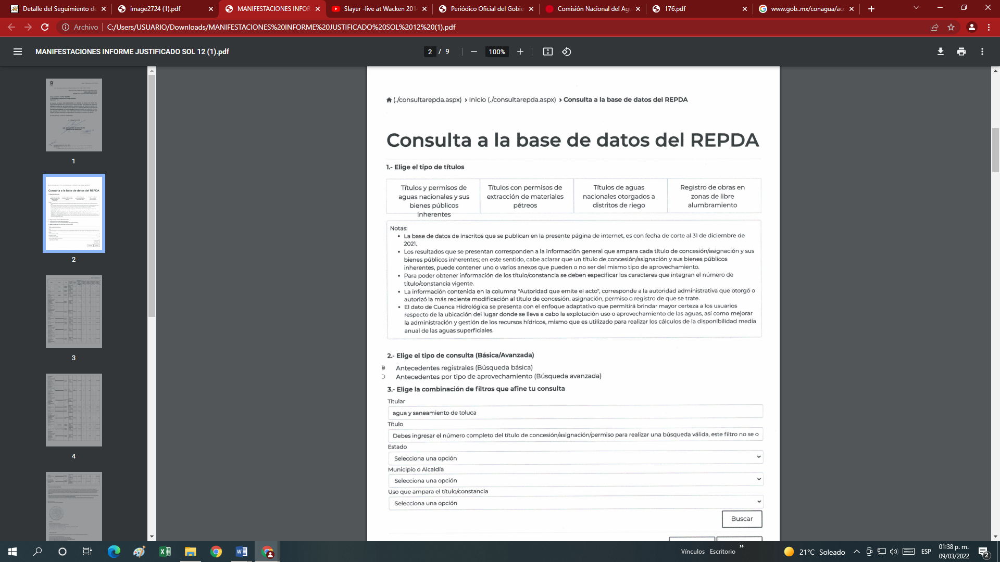 Detalle del Seguimiento de
image2724 (1).pdf
MANIFESTACIONES INFOR
Slayer -live at Wacken 201
Periódico Oficial del Gobie
Comisión Nacional del Ag
176.pdf
www.gob..mx/conagua/acc
Archivo
C:/Users/USUARIO/Downloads/MANIFESTACIONES%20INFORME%20JUSTIFICADO%20SOL%2012%20(1).pdf
MANIFESTACIONES INFORME JUSTIFICADO SOL 12 (1).pdf
2 / 9
100%
1
2
3
4
(./consultarepda.aspx) › Inicio (./consultarepda.aspx) › Consulta a la base de datos del REPDA
Consulta a la base de datos del REPDA
1.- Elige el tipo de títulos
Títulos y permisos de
aguas nacionales y sus
bienes públicos
inherentes
Títulos con permisos de
extracción de materiales
pétreos
Títulos de aguas
nacionales otorgados a
distritos de riego
Registro de obras en
zonas de libre
alumbramiento
Notas:
• La base de datos de inscritos que se publican en la presente página de internet, es con fecha de corte al 31 de diciembre de
2021.
• Los resultados que se presentan corresponden a la información general que ampara cada título de concesión/asignación y sus
bienes públicos inherentes; en este sentido, cabe aclarar que un título de concesión/asignación y sus bienes públicos
inherentes, puede contener uno o varios anexos que pueden o no ser del mismo tipo de aprovechamiento.
• Para poder obtener información de los título/constancia se deben especificar los caracteres que integran el número de
título/constancia vigente.
• La información contenida en la columna "Autoridad que emite el acto", corresponde a la autoridad administrativa que otorgó o
autorizó la más reciente modificación al título de concesión, asignación, permiso o registro de que se trate.
• El dato de Cuenca Hidrológica se presenta con el enfoque adaptativo que permitirá brindar mayor certeza a los usuarios
respecto de la ubicación del lugar donde se lleva a cabo la explotación uso o aprovechamiento de las aguas, así como mejorar
la administración y gestión de los recursos hídricos, mismo que es utilizado para realizar los cálculos de la disponibilidad media
anual de las aguas superficiales.
2.- Elige el tipo de consulta (Básica/Avanzada)
Antecedentes registrales (Búsqueda básica)
Antecedentes por tipo de aprovechamiento (Búsqueda avanzada)
3.- Elige la combinación de filtros que afine tu consulta
Titular
agua y saneamiento de toluca
Título
Debes ingresar el número completo del título de concesión/asignación/permiso para realizar una búsqueda válida, este filtro no se c
Estado
Selecciona una opción
Municipio o Alcaldía
Selecciona una opción
Uso que ampara el título/constancia
Selecciona una opción
Buscar
Vínculos
Escritorio
»
21°C Soleado
ESP
01:38 p. m.
09/03/2022
2